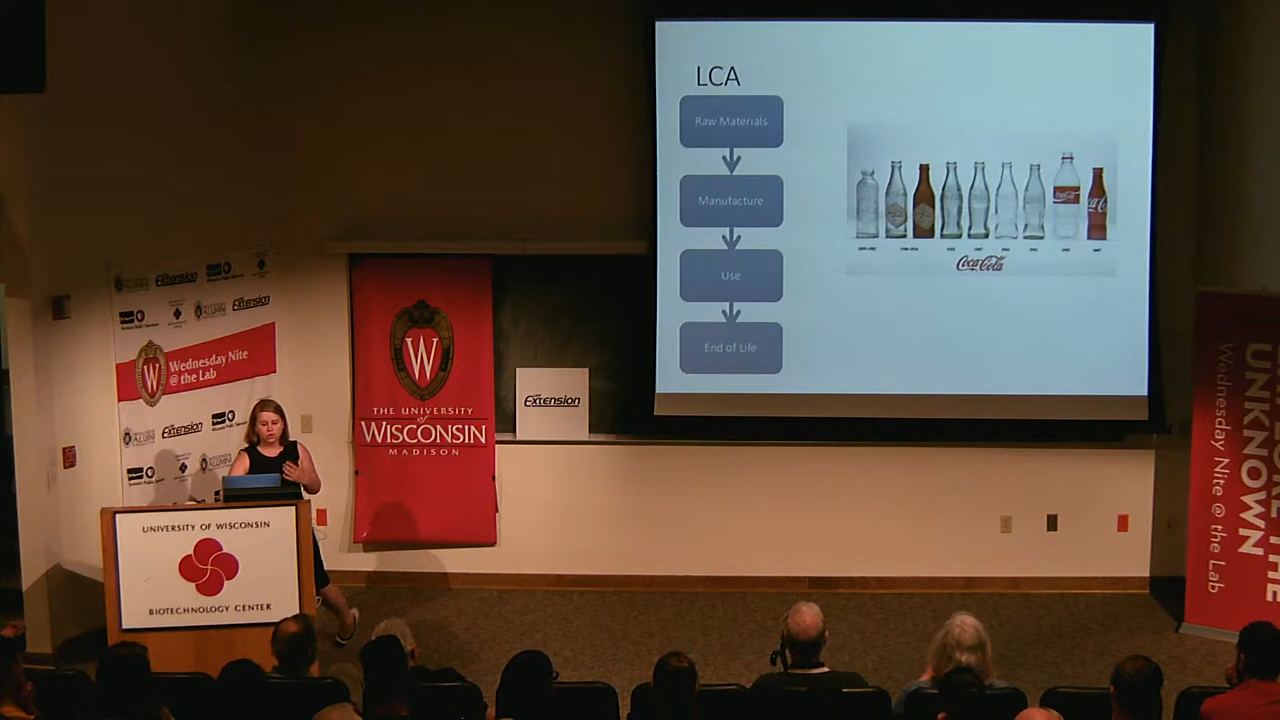 LCA
Raw Materials
Manufacture
Use
End of Life
Coca-Cola
Extension
Extension
Wednesday Nite
@ the Lab
Extension
W
THE UNIVERSITY
of
WISCONSIN
MADISON
Extension
UNIVERSITY OF WISCONSIN
BIOTECHNOLOGY CENTER
THE
UNKNOWN
Wednesday Nite @ the Lab